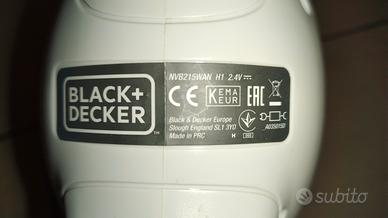 BLACK+
DECKER
NVB215WAN H1 2.4V
CE KEMA
KEUR EAC
Black & Decker Europe
Slough England SL1 3YD
Made in PRC H
subito